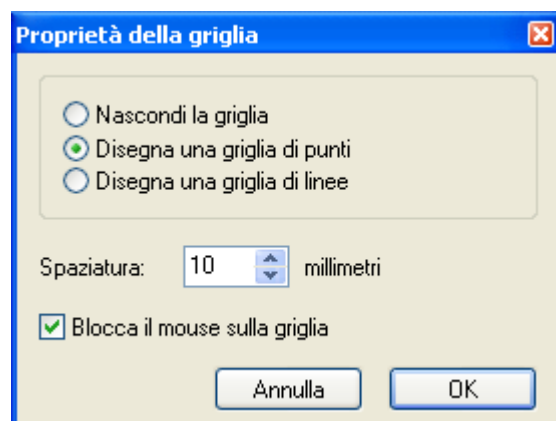 Proprietà della griglia
Nascondi la griglia
Disegna una griglia di punti
Disegna una griglia di linee
Spaziatura: 10 millimetri
Blocca il mouse sulla griglia
Annulla OK